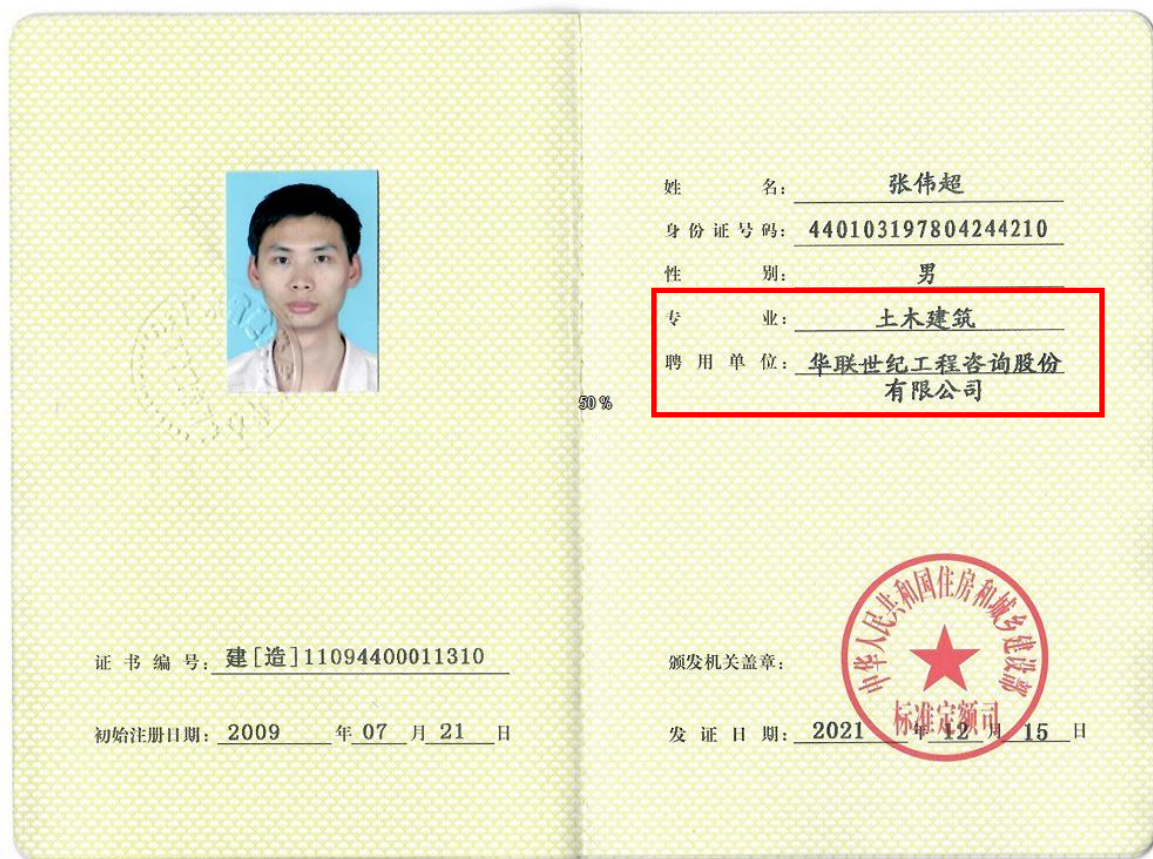 姓 名: 张伟超
身份证号码: 440103197804244210
性 别: 男
专 业: 土木建筑
聘用单位: 华联世纪工程咨询股份
有限公司
50 %
证书编号: 建[造]11094400011310
初始注册日期: 2009 年 07 月 21 日
颁发机关盖章:
中华人民共和国住房和城乡建设部
标准定额司
发证日期: 2021 年 12 月 15 日